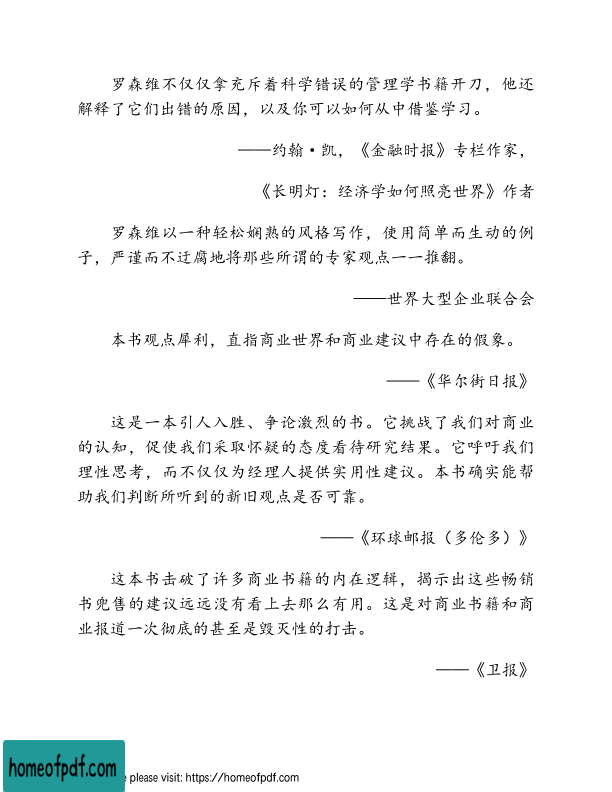 罗森维不仅仅拿充斥着科学错误的管理学书籍开刀，他还
解释了它们出错的原因，以及你可以如何从中借鉴学习。
——约翰·凯，《金融时报》专栏作家，
《长明灯：经济学如何照亮世界》作者
罗森维以一种轻松娴熟的风格写作，使用简单而生动的例
子，严谨而不迂腐地将那些所谓的专家观点一一推翻。
——世界大型企业联合会
本书观点犀利，直指商业世界和商业建议中存在的假象。
——《华尔街日报》
这是一本引人入胜、争论激烈的书。它挑战了我们对商业
的认知，促使我们采取怀疑的态度看待研究结果。它呼吁我们
理性思考，而不仅仅为经理人提供实用性建议。本书确实能帮
助我们判断所听到的新旧观点是否可靠。
——《环球邮报（多伦多）》
这本书击破了许多商业书籍的内在逻辑，揭示出这些畅销
书兜售的建议远远没有看上去那么有用。这是对商业书籍和商
业报道一次彻底的甚至是毁灭性的打击。
——《卫报》
homeofpdf.com
e please visit: https://homeofpdf.com